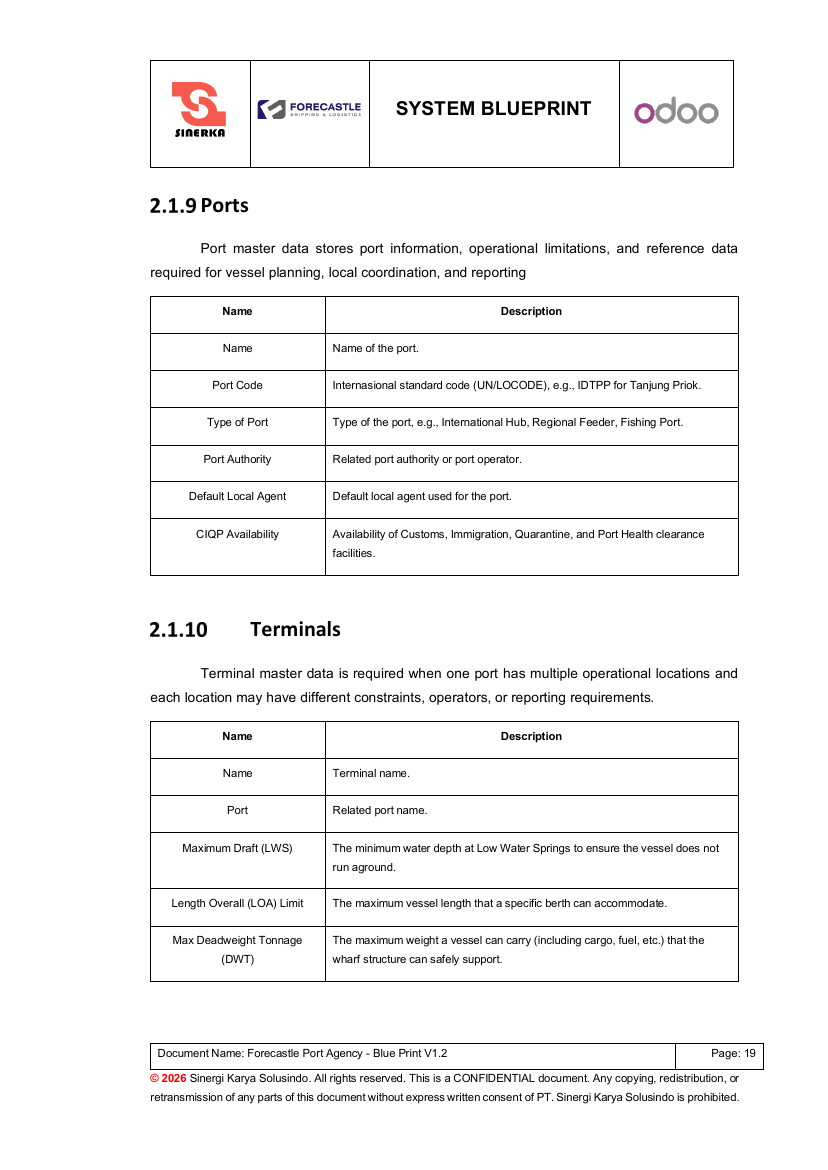 SINERKA
FORECASTLE
SHIPPING & LOGISTICS
SYSTEM BLUEPRINT
odoo
2.1.9 Ports
Port master data stores port information, operational limitations, and reference data
required for vessel planning, local coordination, and reporting
Name Description
Name Name of the port.
Port Code Internasional standard code (UN/LOCODE), e.g., IDTPP for Tanjung Priok.
Type of Port Type of the port, e.g., International Hub, Regional Feeder, Fishing Port.
Port Authority Related port authority or port operator.
Default Local Agent Default local agent used for the port.
CIQP Availability Availability of Customs, Immigration, Quarantine, and Port Health clearance
facilities.
2.1.10 Terminals
Terminal master data is required when one port has multiple operational locations and
each location may have different constraints, operators, or reporting requirements.
Name Description
Name Terminal name.
Port Related port name.
Maximum Draft (LWS) The minimum water depth at Low Water Springs to ensure the vessel does not
run aground.
Length Overall (LOA) Limit The maximum vessel length that a specific berth can accommodate.
Max Deadweight Tonnage The maximum weight a vessel can carry (including cargo, fuel, etc.) that the
(DWT) wharf structure can safely support.
Document Name: Forecastle Port Agency - Blue Print V1.2 Page: 19
© 2026 Sinergi Karya Solusindo. All rights reserved. This is a CONFIDENTIAL document. Any copying, redistribution, or
retransmission of any parts of this document without express written consent of PT. Sinergi Karya Solusindo is prohibited.